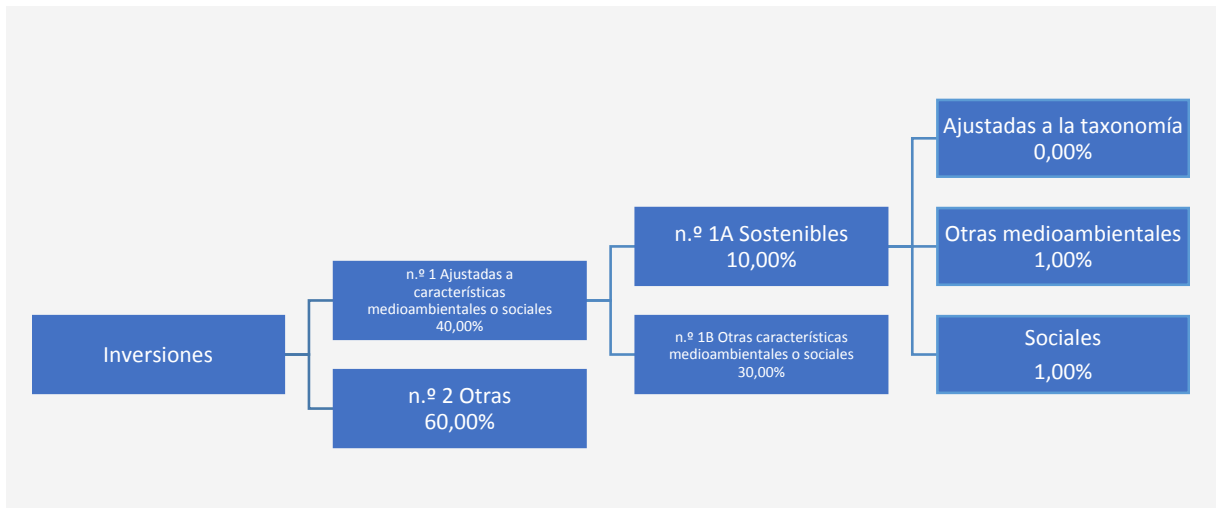 Inversiones
n.º 1 Ajustadas a
características
medioambientales o sociales
40,00%
n.º 2 Otras
60,00%
n.º 1A Sostenibles
10,00%
n.º 1B Otras características
medioambientales o sociales
30,00%
Ajustadas a la taxonomía
0,00%
Otras medioambientales
1,00%
Sociales
1,00%